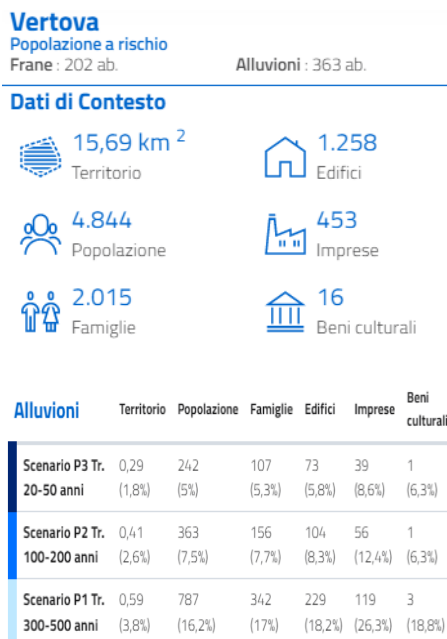 Vertova
Popolazione a rischio
Frane : 202 ab. Alluvioni : 363 ab.
Dati di Contesto
15,69 km 2 1.258
Territorio Edifici
4.844 453
Popolazione Imprese
2.015 16
Famiglie Beni culturali
Alluvioni Territorio Popolazione Famiglie Edifici Imprese Beni culturali
Scenario P3 Tr. 0,29 242 107 73 39 1
20-50 anni (1,8%) (5%) (5,3%) (5,8%) (8,6%) (6,3%)
Scenario P2 Tr. 0,41 363 156 104 56 1
100-200 anni (2,6%) (7,5%) (7,7%) (8,3%) (12,4%) (6,3%)
Scenario P1 Tr. 0,59 787 342 229 119 3
300-500 anni (3,8%) (16,2%) (17%) (18,2%) (26,3%) (18,8%)